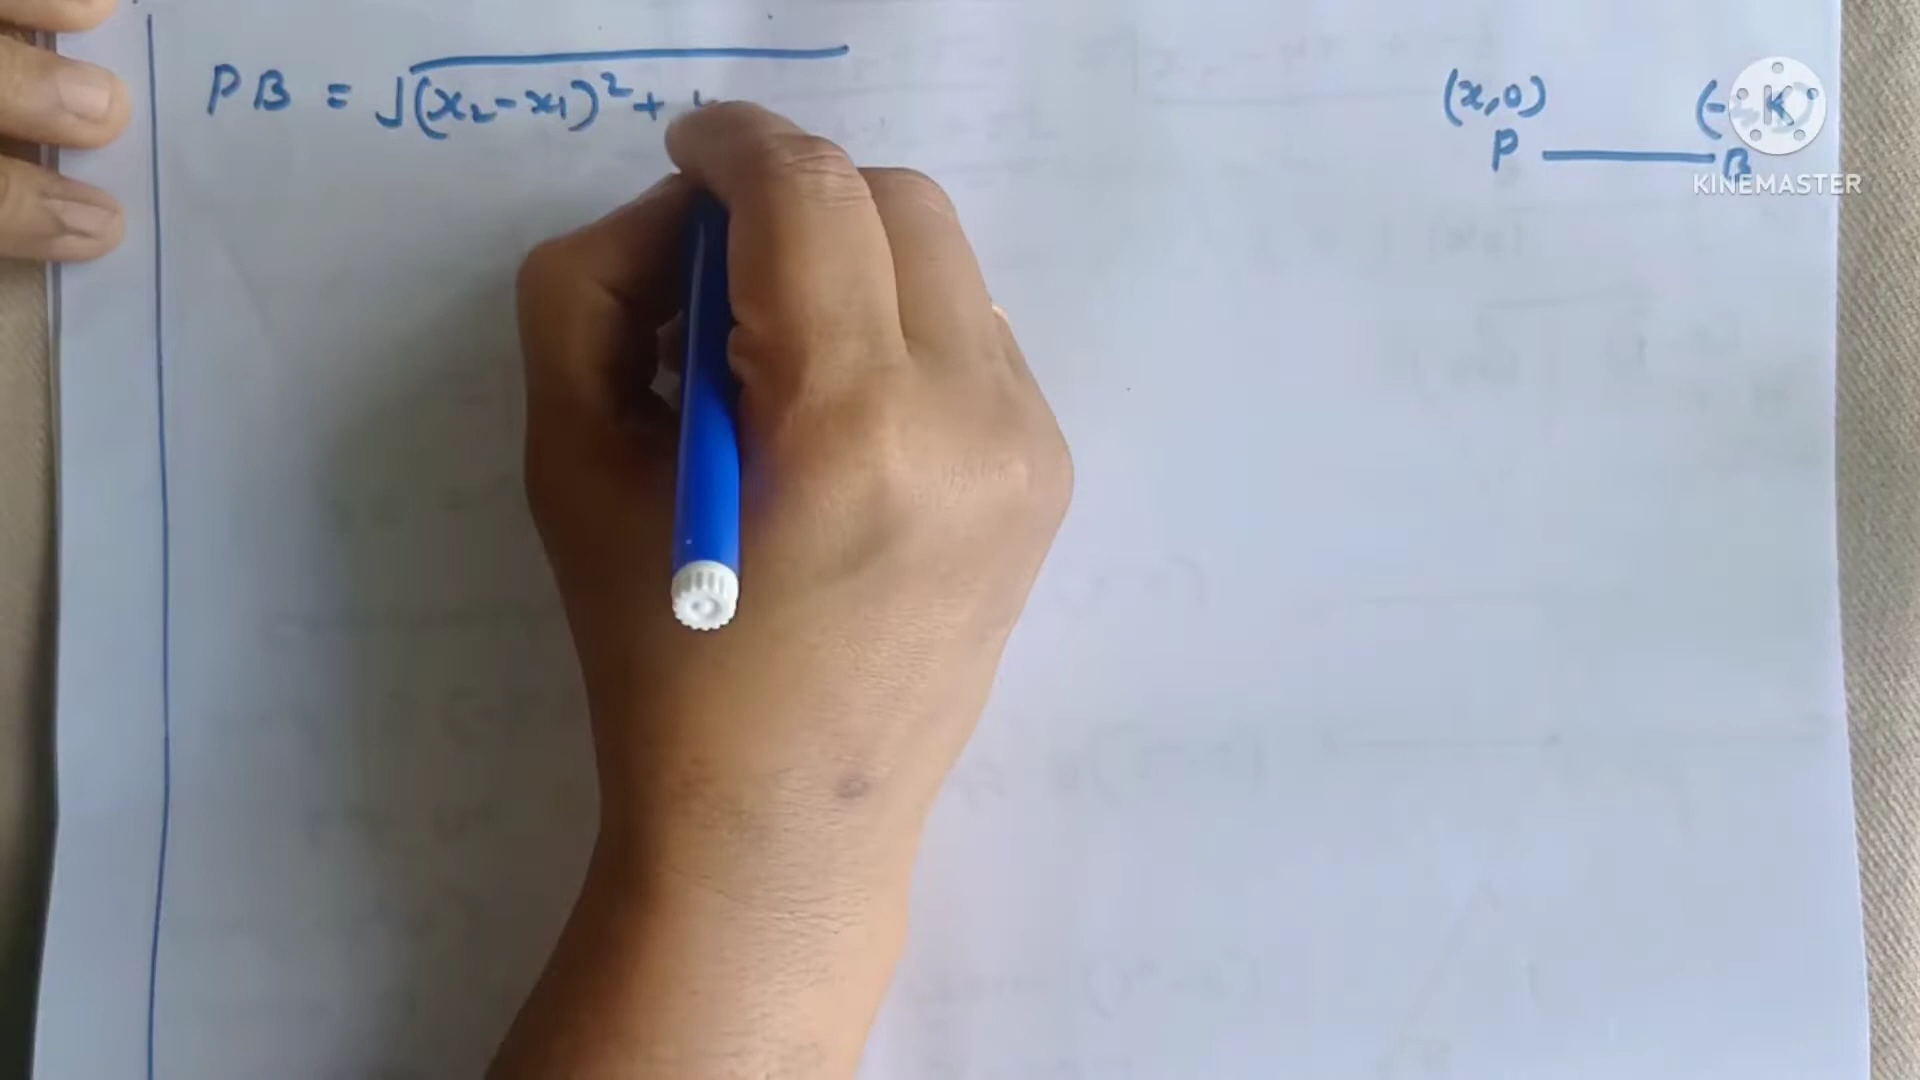 PB = √(x₂-x₁)² +
(x,0) (-
P B
K
KINEMASTER